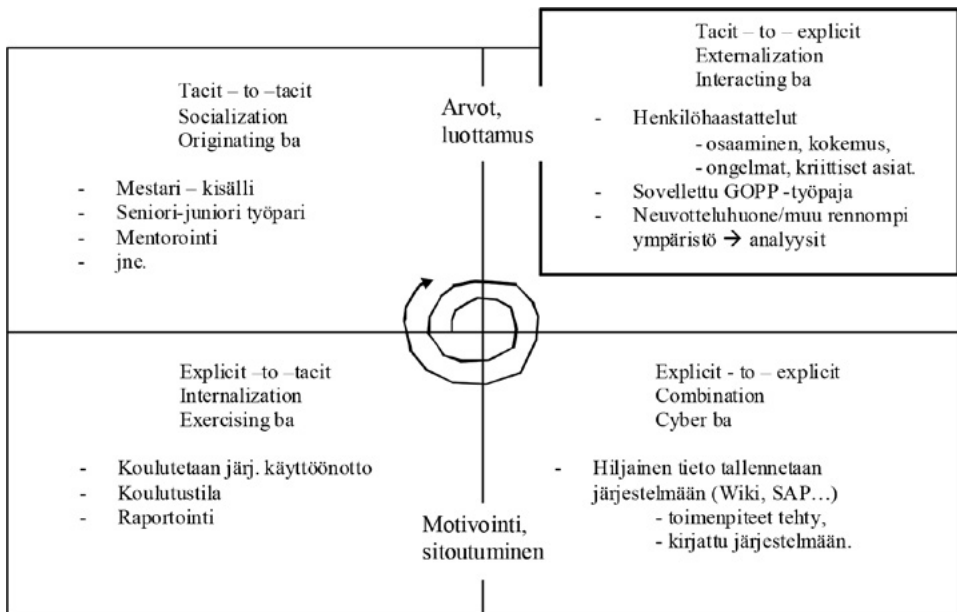 Tacit – to –tacit
Socialization
Originating ba
- Mestari – kisälli
- Seniori-juniori työpari
- Mentorointi
- jne.
Arvot,
luottamus
Tacit – to – explicit
Externalization
Interacting ba
- Henkilöhaastattelut
- osaaminen, kokemus,
- ongelmat, kriittiset asiat.
- Sovellettu GOPP -työpaja
- Neuvotteluhuone/muu rennompi
ympäristö → analyysit
Explicit –to –tacit
Internalization
Exercising ba
- Koulutetaan järj. käyttöönotto
- Koulutustila
- Raportointi
Motivointi,
sitoutuminen
Explicit - to – explicit
Combination
Cyber ba
- Hiljainen tieto tallennetaan
järjestelmään (Wiki, SAP…)
- toimenpiteet tehty,
- kirjattu järjestelmään.